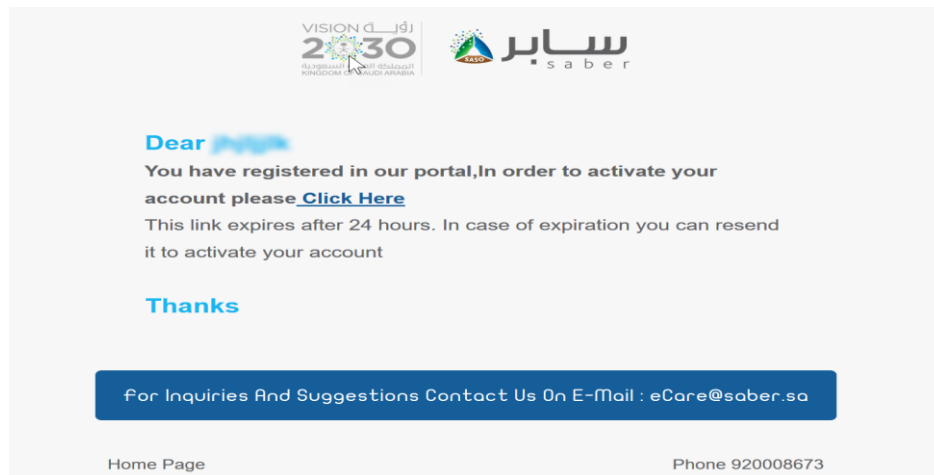 VISION رؤيـــة
2030
المملكة العربية السعودية
KINGDOM OF SAUDI ARABIA
SASO
سابر
saber
Dear
You have registered in our portal,In order to activate your
account please Click Here
This link expires after 24 hours. In case of expiration you can resend
it to activate your account
Thanks
For Inquiries And Suggestions Contact Us On E-Mail : eCare@saber.sa
Home Page
Phone 920008673